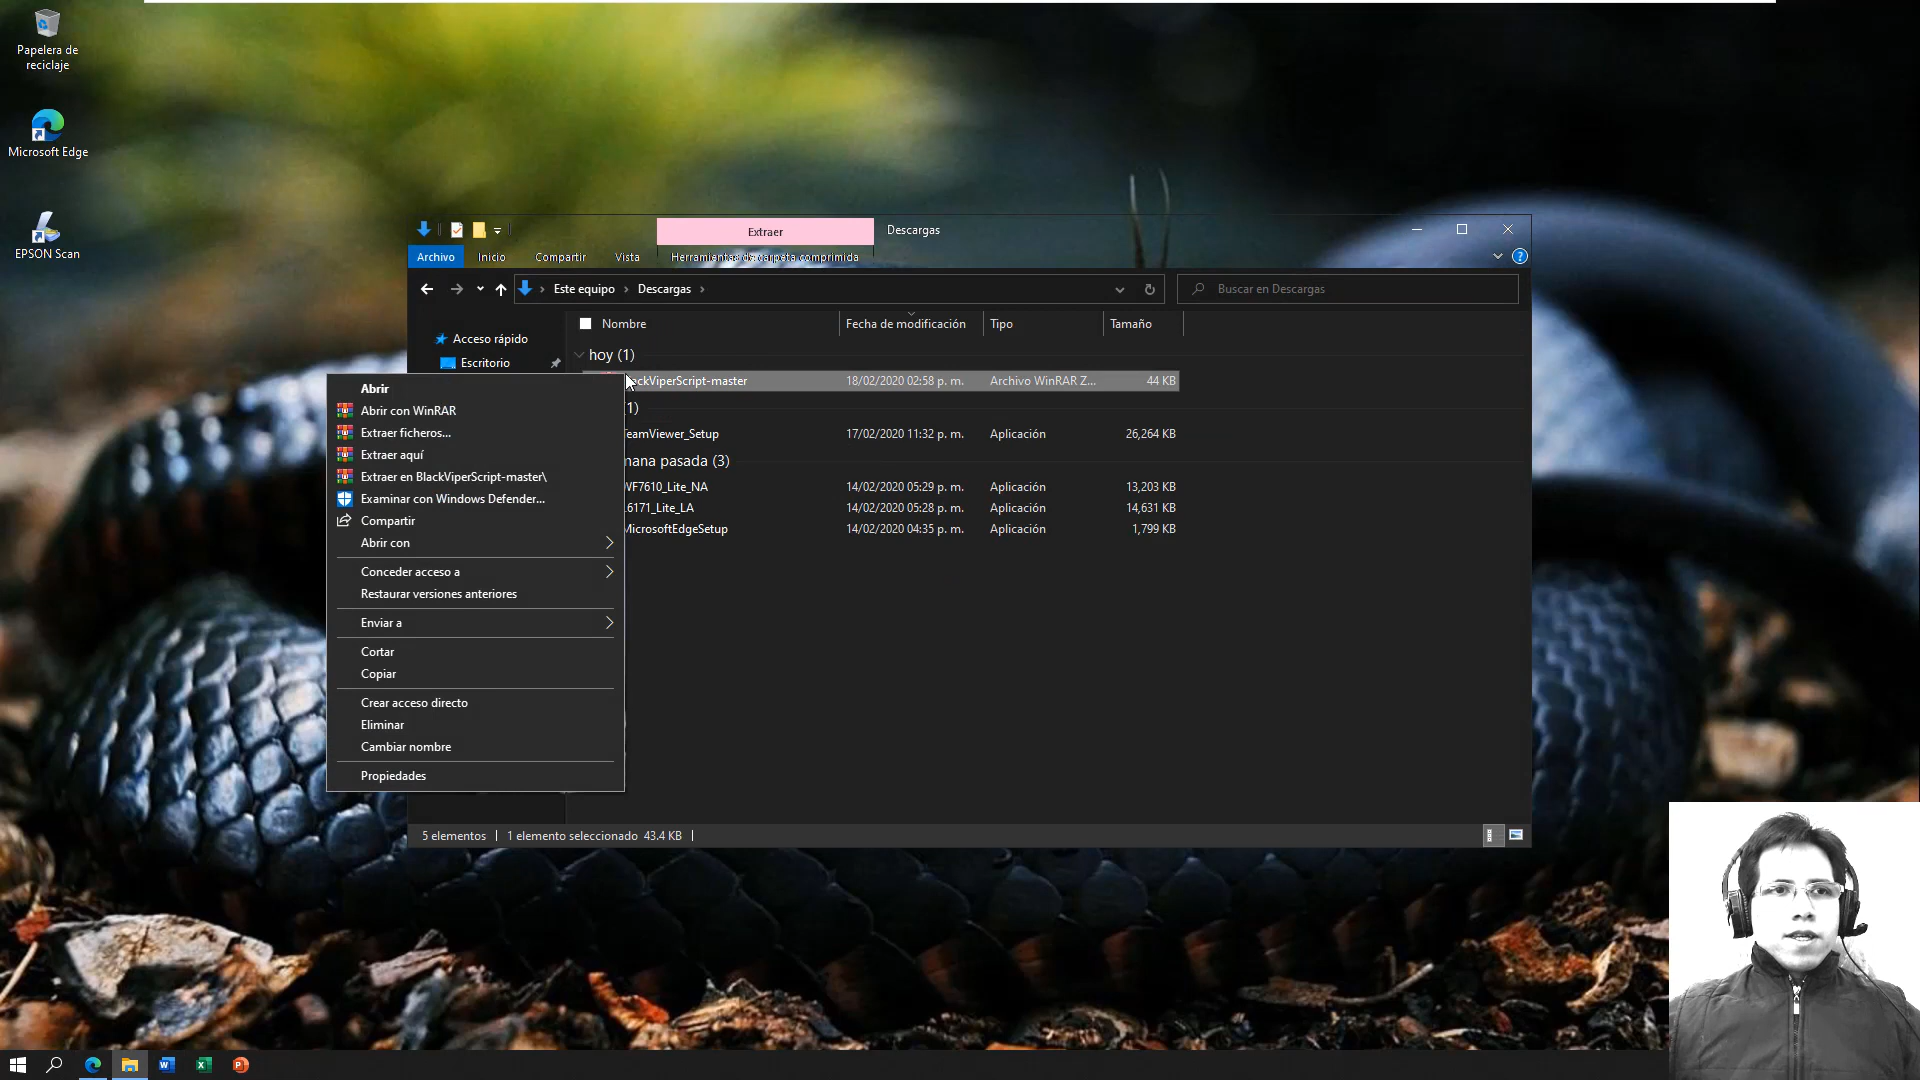 Papelera de
reciclaje
Microsoft Edge
EPSON Scan
Extraer
Descargas
Archivo
Inicio
Compartir
Vista
Herramientas de carpeta comprimida
Este equipo
Descargas
Buscar en Descargas
Acceso rápido
Escritorio
Nombre
Fecha de modificación
Tipo
Tamaño
hoy (1)
ckViperScript-master 18/02/2020 02:58 p. m. Archivo WinRAR Z... 44 KB
(1)
TeamViewer_Setup 17/02/2020 11:32 p. m. Aplicación 26,264 KB
mana pasada (3)
WF7610_Lite_NA 14/02/2020 05:29 p. m. Aplicación 13,203 KB
6171_Lite_LA 14/02/2020 05:28 p. m. Aplicación 14,631 KB
MicrosoftEdgeSetup 14/02/2020 04:35 p. m. Aplicación 1,799 KB
Abrir
Abrir con WinRAR
Extraer ficheros...
Extraer aquí
Extraer en BlackViperScript-master\
Examinar con Windows Defender...
Compartir
Abrir con
Conceder acceso a
Restaurar versiones anteriores
Enviar a
Cortar
Copiar
Crear acceso directo
Eliminar
Cambiar nombre
Propiedades
5 elementos
1 elemento seleccionado 43.4 KB